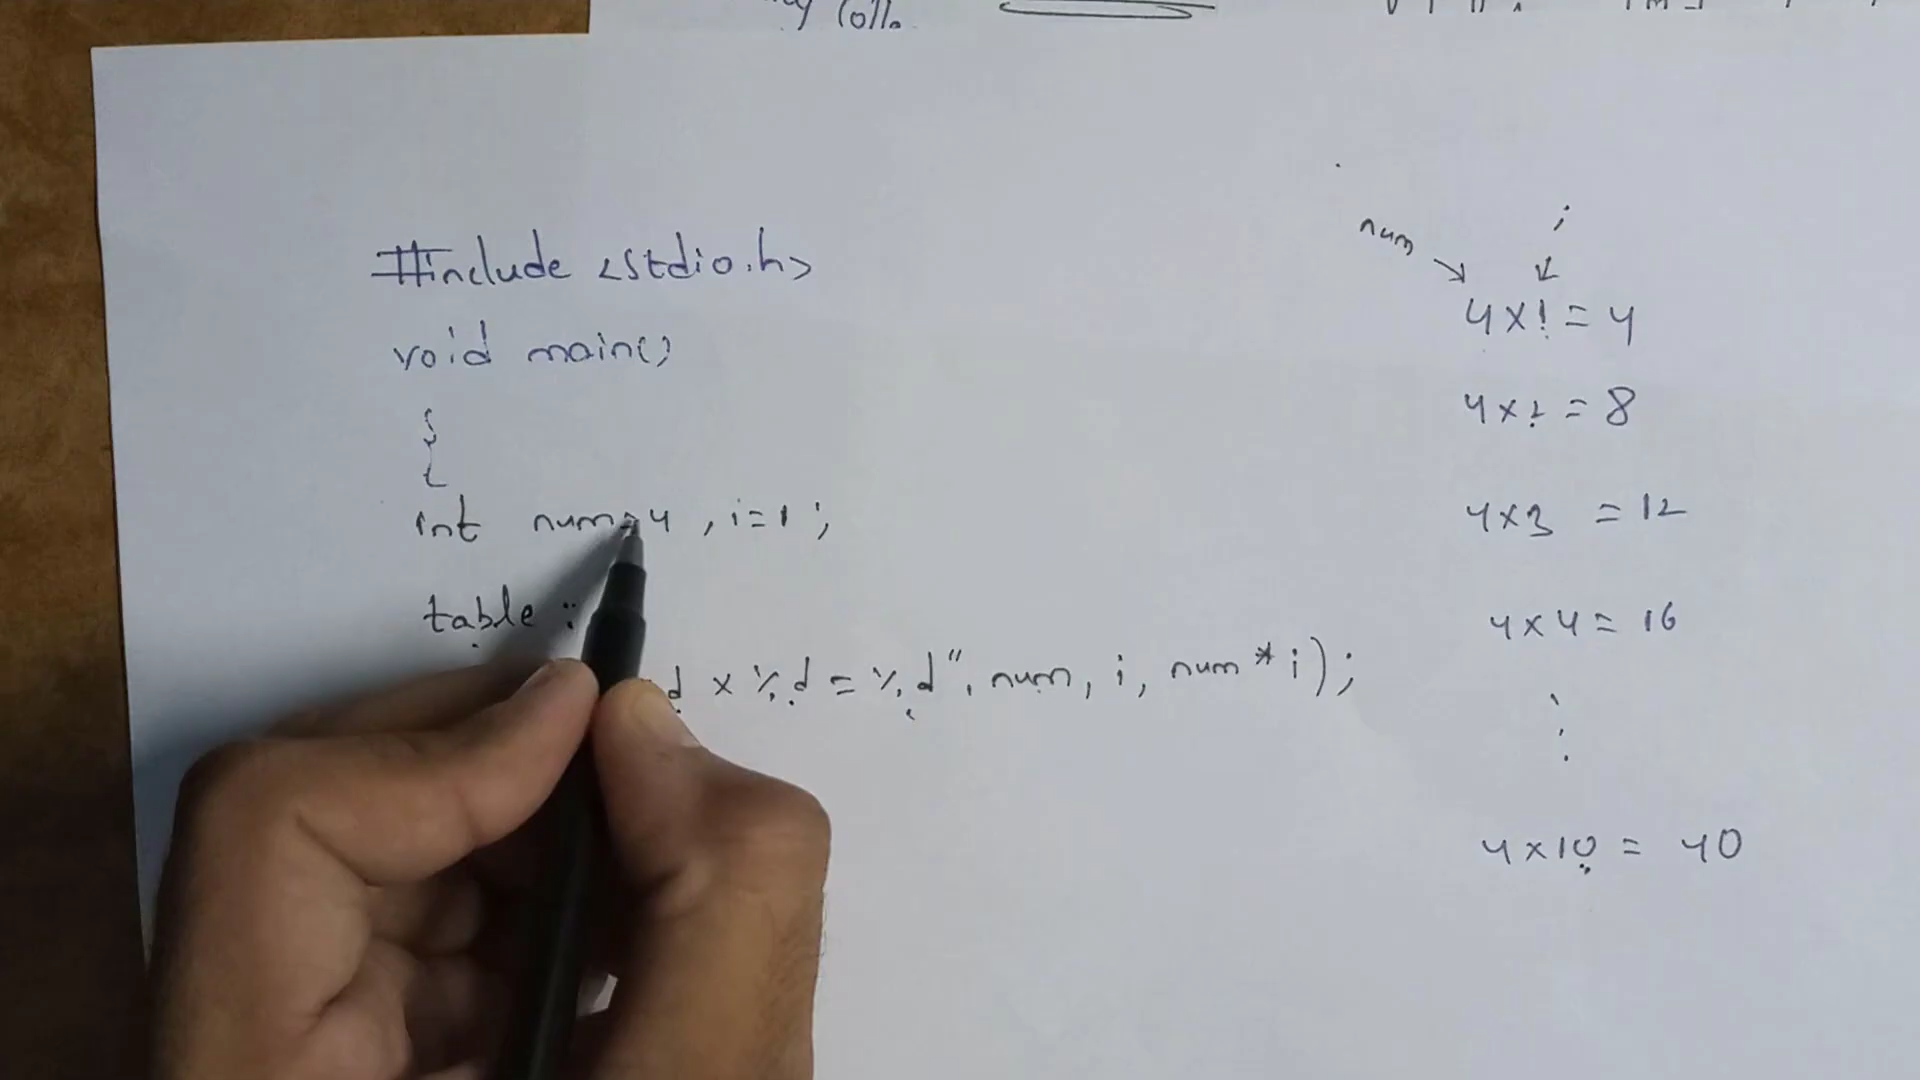 #include <stdio.h>
void main()
{
int num=4 , i=1 ;
table :
d x %d = %d", num, i, num * i);
num
i
4 x 1 = 4
4 x 2 = 8
4 x 3 = 12
4 x 4 = 16
4 x 10 = 40